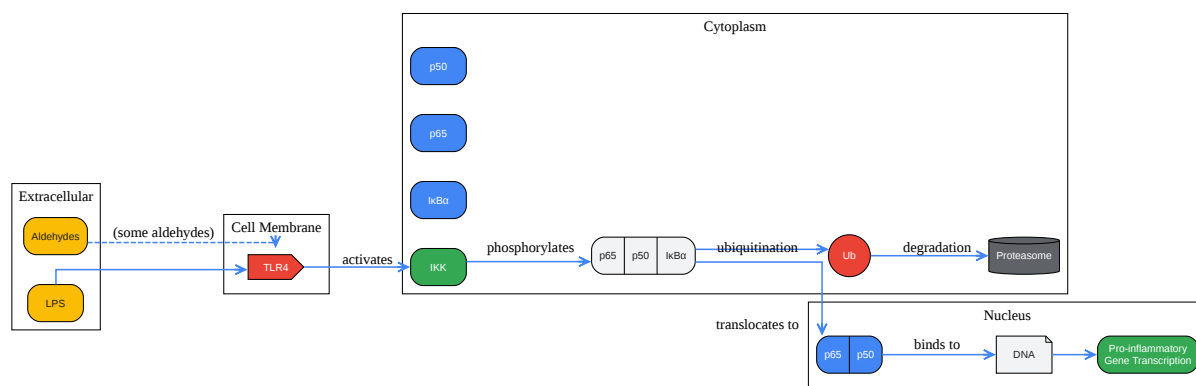 Cytoplasm
p50
p65
IκBα
Extracellular
Aldehydes
(some aldehydes)
Cell Membrane
TLR4
LPS
activates
IKK
phosphorylates
p65
p50
IκBα
ubiquitination
Ub
degradation
Proteasome
translocates to
Nucleus
p65
p50
binds to
DNA
Pro-inflammatory
Gene Transcription